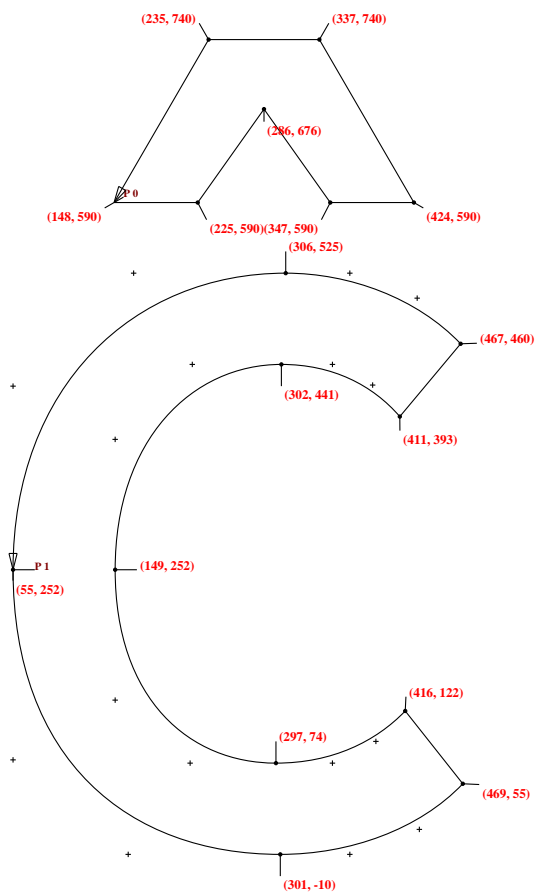 (235, 740) (337, 740)
(286, 676)
P 0
(148, 590) (225, 590)(347, 590) (424, 590)
(306, 525)
(467, 460)
(302, 441)
(411, 393)
P 1
(55, 252) (149, 252)
(416, 122)
(297, 74)
(469, 55)
(301, -10)